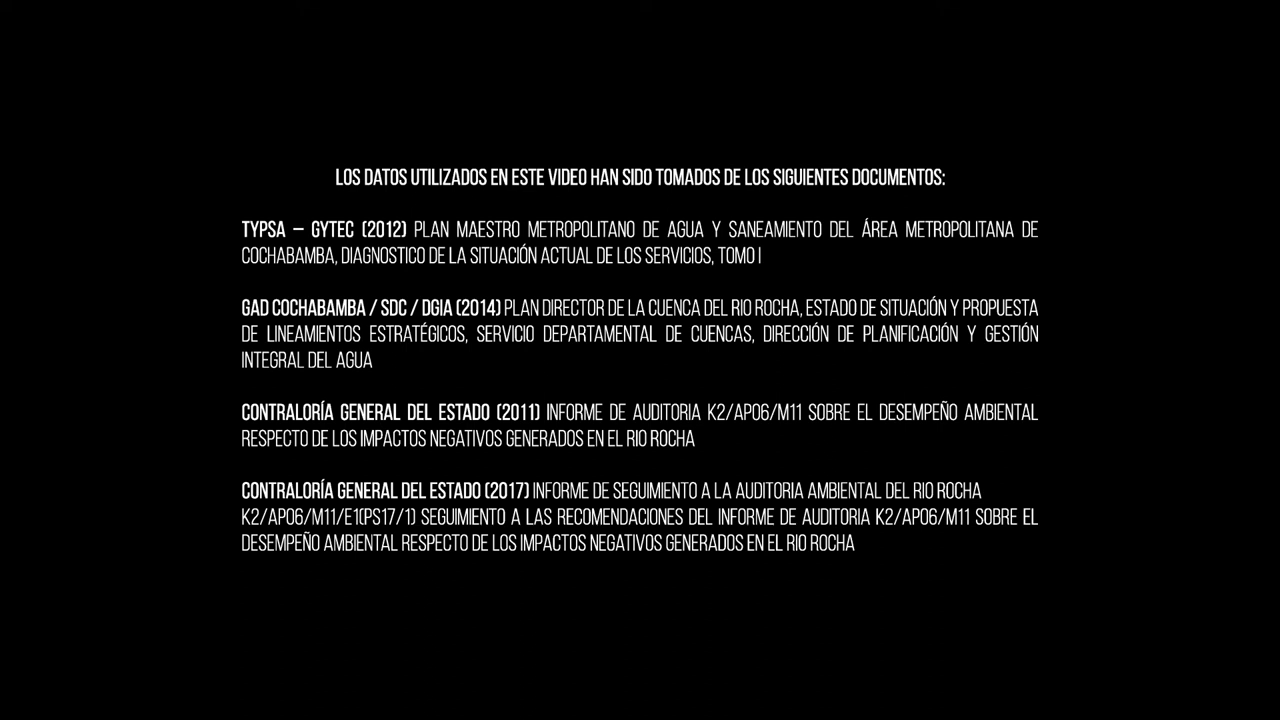 LOS DATOS UTILIZADOS EN ESTE VIDEO HAN SIDO TOMADOS DE LOS SIGUIENTES DOCUMENTOS:
TYPSA – GYTEC (2012) PLAN MAESTRO METROPOLITANO DE AGUA Y SANEAMIENTO DEL ÁREA METROPOLITANA DE
COCHABAMBA, DIAGNOSTICO DE LA SITUACIÓN ACTUAL DE LOS SERVICIOS, TOMO I
GAD COCHABAMBA / SDC / DGIA (2014) PLAN DIRECTOR DE LA CUENCA DEL RIO ROCHA, ESTADO DE SITUACIÓN Y PROPUESTA
DE LINEAMIENTOS ESTRATÉGICOS, SERVICIO DEPARTAMENTAL DE CUENCAS, DIRECCIÓN DE PLANIFICACIÓN Y GESTIÓN
INTEGRAL DEL AGUA
CONTRALORÍA GENERAL DEL ESTADO (2011) INFORME DE AUDITORIA K2/AP06/M11 SOBRE EL DESEMPEÑO AMBIENTAL
RESPECTO DE LOS IMPACTOS NEGATIVOS GENERADOS EN EL RIO ROCHA
CONTRALORÍA GENERAL DEL ESTADO (2017) INFORME DE SEGUIMIENTO A LA AUDITORIA AMBIENTAL DEL RIO ROCHA
K2/AP06/M11/E1(PS17/1) SEGUIMIENTO A LAS RECOMENDACIONES DEL INFORME DE AUDITORIA K2/AP06/M11 SOBRE EL
DESEMPEÑO AMBIENTAL RESPECTO DE LOS IMPACTOS NEGATIVOS GENERADOS EN EL RIO ROCHA